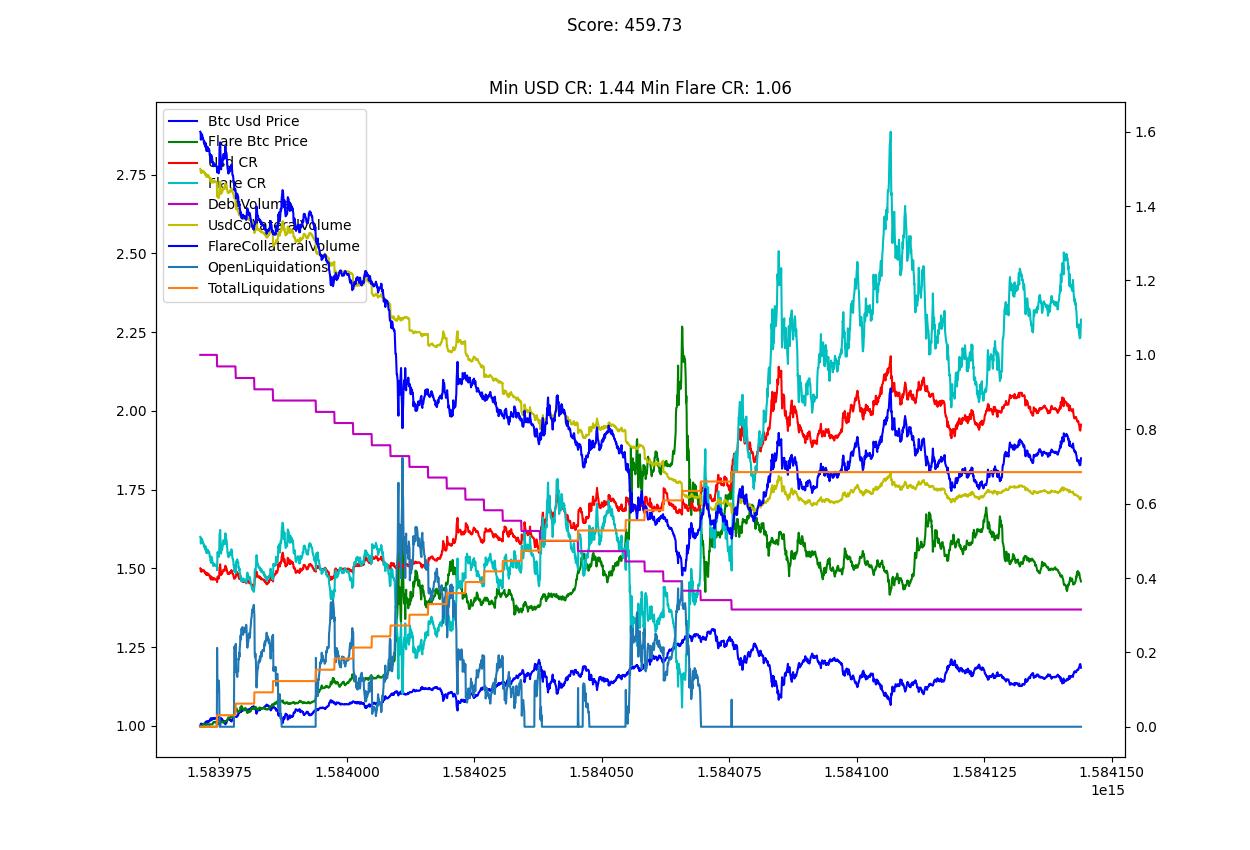 Score: 459.73
Min USD CR: 1.44 Min Flare CR: 1.06
Btc Usd Price
Flare Btc Price
Usd CR
Flare CR
DebtVolume
UsdCollateralVolume
FlareCollateralVolume
OpenLiquidations
TotalLiquidations
2.75
2.50
2.25
2.00
1.75
1.50
1.25
1.00
1.6
1.4
1.2
1.0
0.8
0.6
0.4
0.2
0.0
1.583975 1.584000 1.584025 1.584050 1.584075 1.584100 1.584125 1.584150
1e15